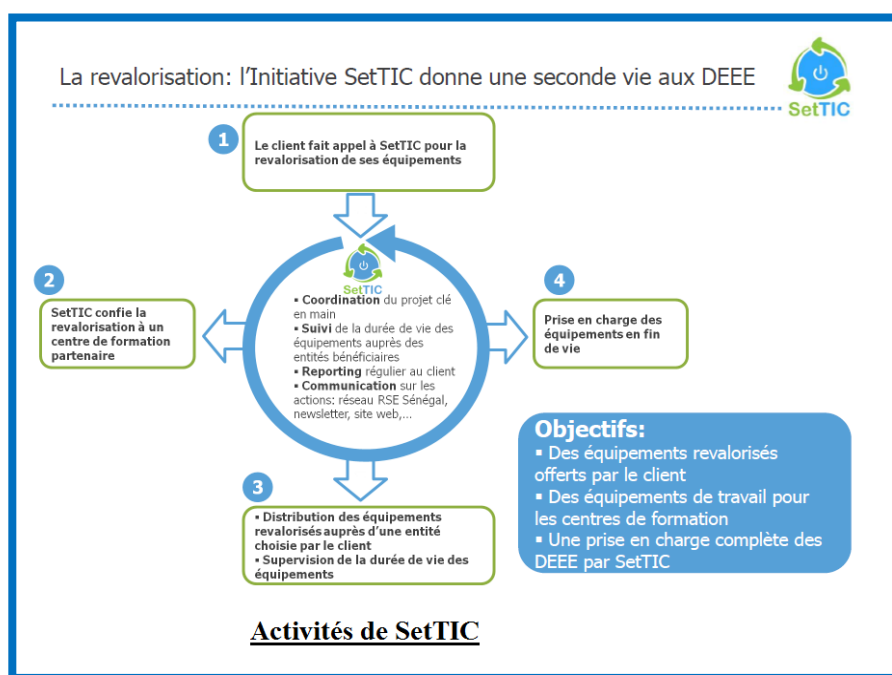 La revalorisation: l’Initiative SetTIC donne une seconde vie aux DEEE
SetTIC
1
Le client fait appel à SetTIC pour la
revalorisation de ses équipements
2
SetTIC confie la
revalorisation à un
centre de formation
partenaire
SetTIC
▪ Coordination du projet clé
en main
▪ Suivi de la durée de vie des
équipements auprès des
entités bénéficiaires
▪ Reporting régulier au client
▪ Communication sur les
actions: réseau RSE Sénégal,
newsletter, site web,...
4
Prise en charge des
équipements en fin
de vie
3
▪ Distribution des équipements
revalorisés auprès d’une entité
choisie par le client
▪ Supervision de la durée de vie des
équipements
Objectifs:
▪ Des équipements revalorisés
offerts par le client
▪ Des équipements de travail pour
les centres de formation
▪ Une prise en charge complète des
DEEE par SetTIC
Activités de SetTIC